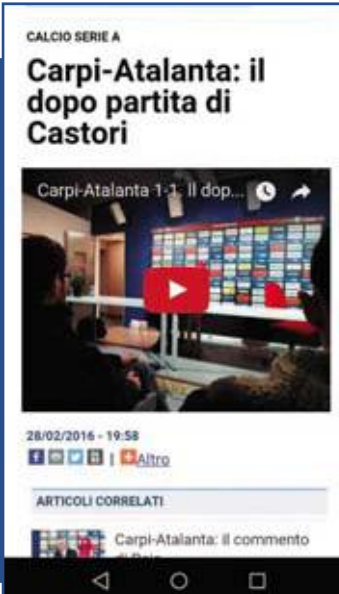 CALCIO SERIE A
Carpi-Atalanta: il
dopo partita di
Castori
Carpi-Atalanta 1-1. Il dop...
28/02/2016 - 19:58
| Altro
ARTICOLI CORRELATI
Carpi-Atalanta: il commento